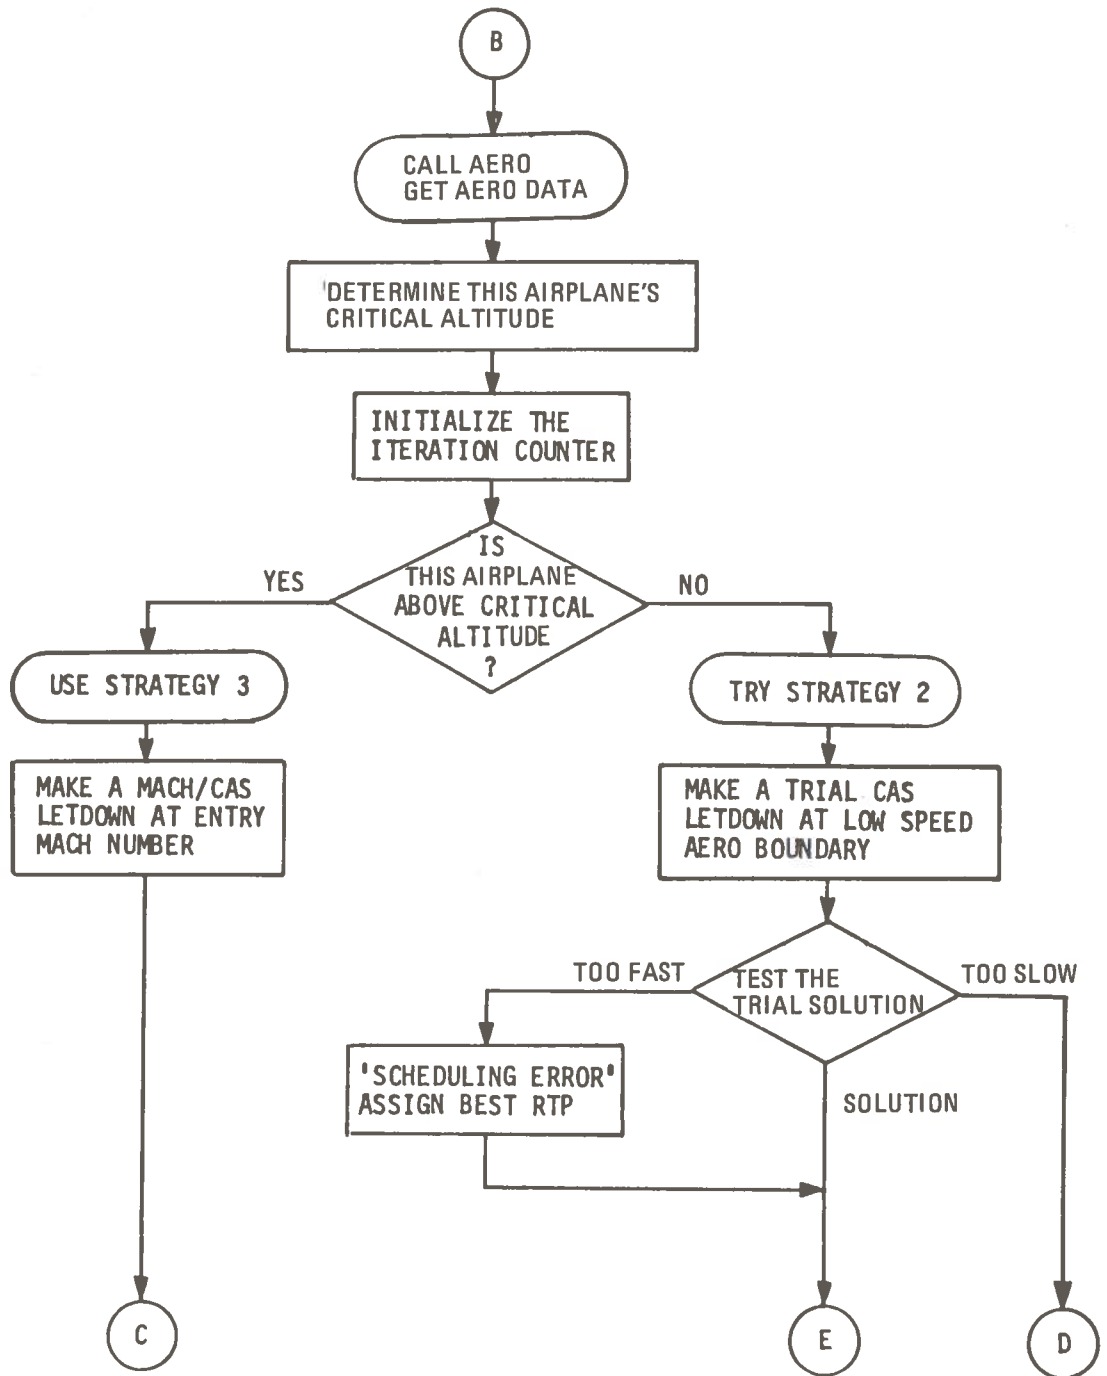 B
CALL AERO
GET AERO DATA
DETERMINE THIS AIRPLANE'S
CRITICAL ALTITUDE
INITIALIZE THE
ITERATION COUNTER
IS
THIS AIRPLANE
ABOVE CRITICAL
ALTITUDE
?
YES
NO
USE STRATEGY 3
TRY STRATEGY 2
MAKE A MACH/CAS
LETDOWN AT ENTRY
MACH NUMBER
MAKE A TRIAL CAS
LETDOWN AT LOW SPEED
AERO BOUNDARY
TOO FAST
TEST THE
TRIAL SOLUTION
TOO SLOW
'SCHEDULING ERROR'
ASSIGN BEST RTP
SOLUTION
C
E
D